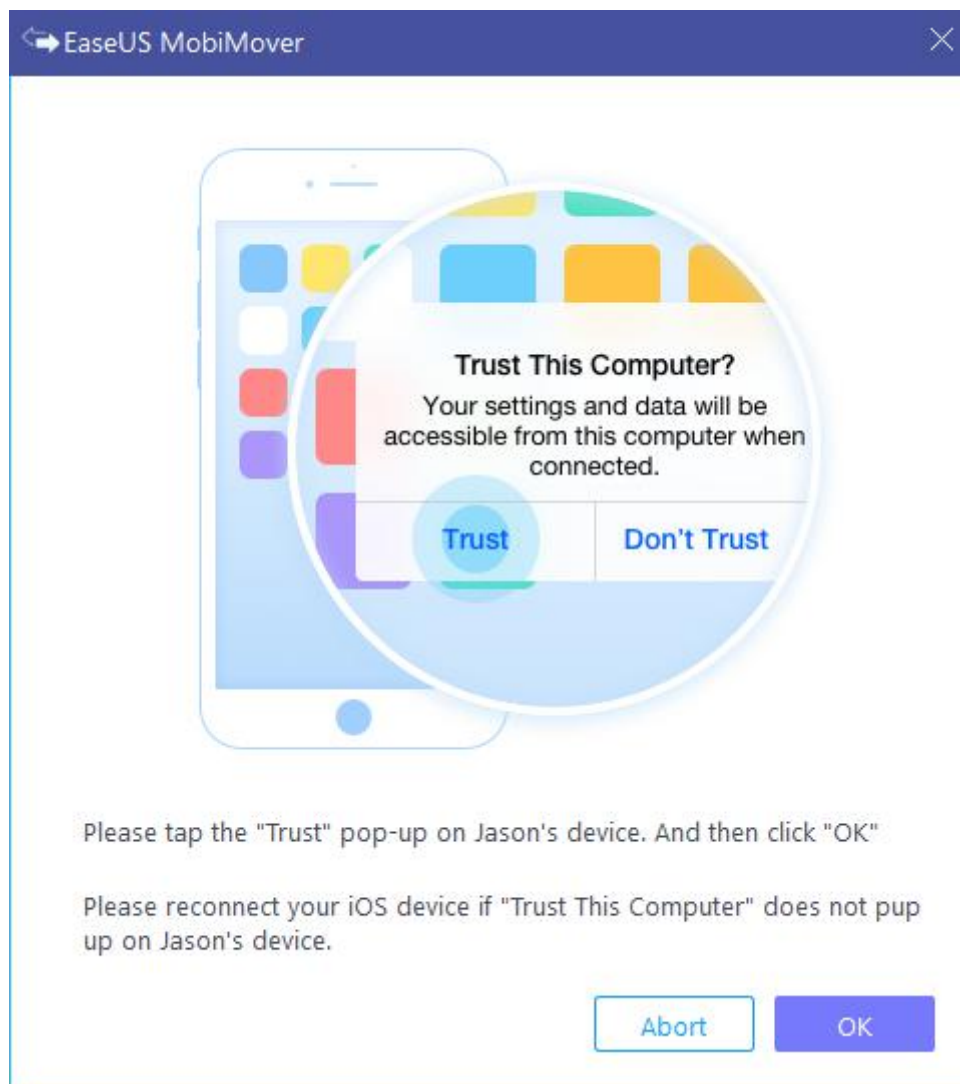 EaseUS MobiMover
Trust This Computer?
Your settings and data will be
accessible from this computer when
connected.
Trust
Don't Trust
Please tap the "Trust" pop-up on Jason's device. And then click "OK"
Please reconnect your iOS device if "Trust This Computer" does not pup
up on Jason's device.
Abort
OK